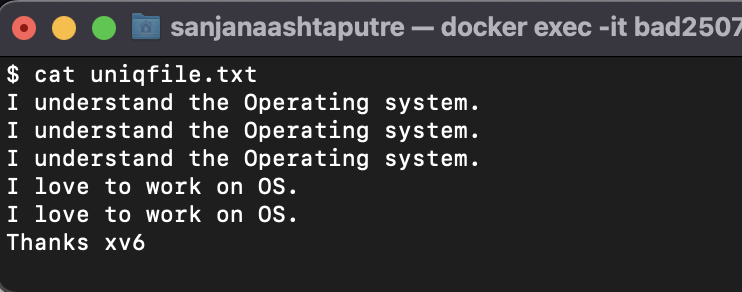 sanjanaashtaputre — docker exec -it bad2507
$ cat uniqfile.txt
I understand the Operating system.
I understand the Operating system.
I understand the Operating system.
I love to work on OS.
I love to work on OS.
Thanks xv6